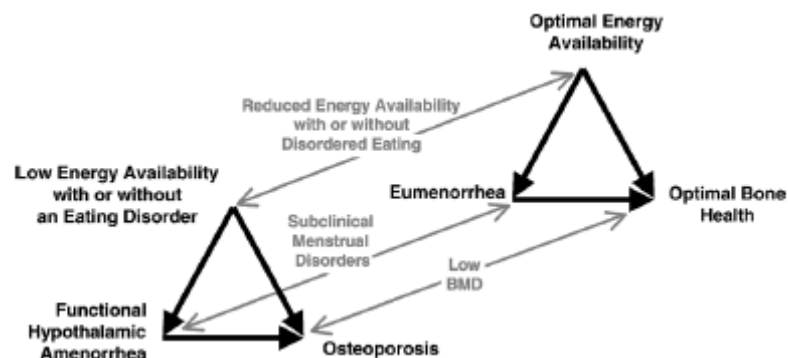 Optimal Energy
Availability
Reduced Energy Availability
with or without
Disordered Eating
Low Energy Availability
with or without
an Eating Disorder
Eumenorrhea
Optimal Bone
Health
Subclinical
Menstrual
Disorders
Low
BMD
Functional
Hypothalamic
Amenorrhea
Osteoporosis